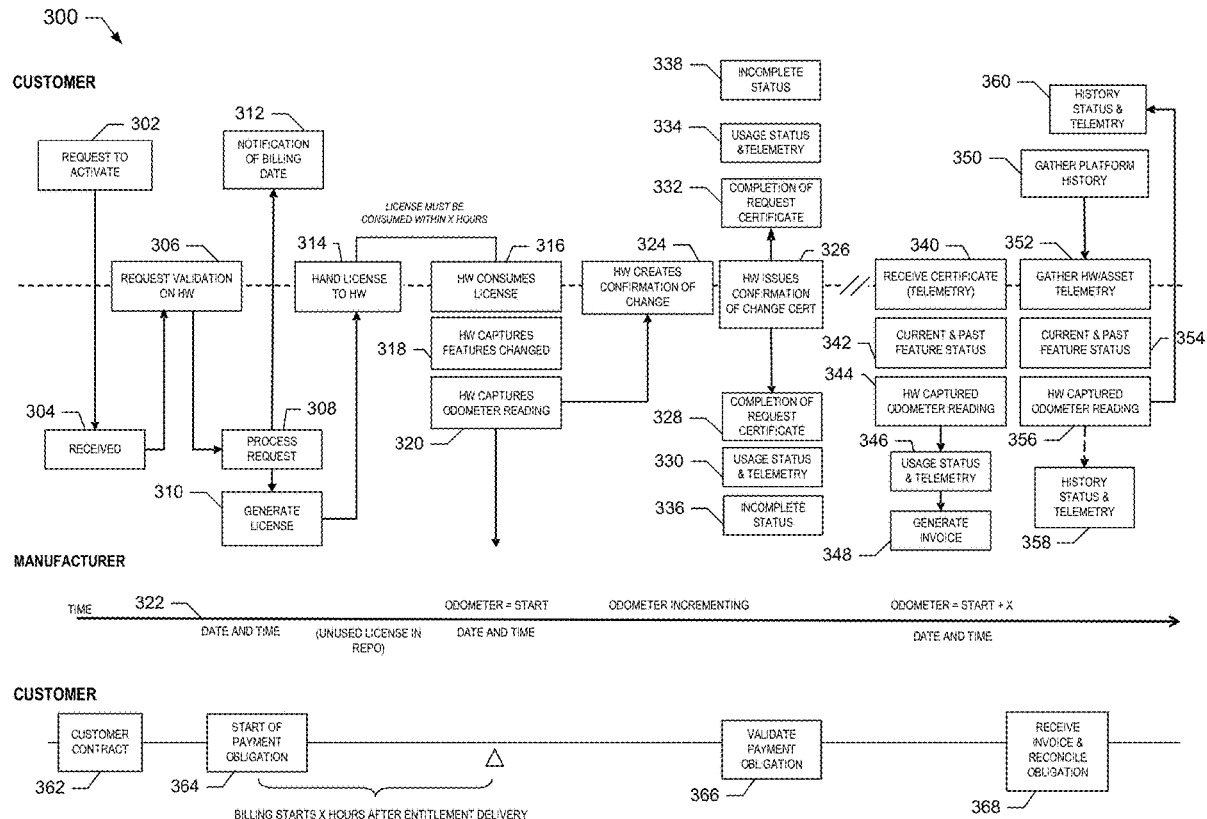 300
CUSTOMER
302
REQUEST TO
ACTIVATE
312
NOTIFICATION
OF BILLING
DATE
338
INCOMPLETE
STATUS
334
USAGE STATUS
&TELEMETRY
332
COMPLETION OF
REQUEST
CERTIFICATE
360
HISTORY
STATUS &
TELEMTRY
350
GATHER PLATFORM
HISTORY
LICENSE MUST BE
CONSUMED WITHIN X HOURS
306
REQUEST VALIDATION
ON HW
314
HAND LICENSE
TO HW
316
HW CONSUMES
LICENSE
324
HW CREATES
CONFIRMATION OF
CHANGE
326
HW ISSUES
CONFIRMATION
OF CHANGE CERT
340
RECEIVE CERTIFICATE
(TELEMETRY)
352
GATHER HW/ASSET
TELEMETRY
318
HW CAPTURES
FEATURES CHANGED
342
CURRENT & PAST
FEATURE STATUS
CURRENT & PAST
FEATURE STATUS
354
HW CAPTURES
ODOMETER READING
320
344
HW CAPTURED
ODOMETER READING
HW CAPTURED
ODOMETER READING
356
304
RECEIVED
308
PROCESS
REQUEST
310
GENERATE
LICENSE
328
COMPLETION OF
REQUEST
CERTIFICATE
330
USAGE STATUS
& TELEMETRY
336
INCOMPLETE
STATUS
346
USAGE STATUS
& TELEMETRY
348
GENERATE
INVOICE
HISTORY
STATUS &
TELEMETRY
358
MANUFACTURER
TIME
322
ODOMETER = START
ODOMETER INCREMENTING
ODOMETER = START + X
DATE AND TIME
(UNUSED LICENSE IN
REPO)
DATE AND TIME
DATE AND TIME
CUSTOMER
CUSTOMER
CONTRACT
362
START OF
PAYMENT
OBLIGATION
364
VALIDATE
PAYMENT
OBLIGATION
366
RECEIVE
INVOICE &
RECONCILE
OBLIGATION
368
BILLING STARTS X HOURS AFTER ENTITLEMENT DELIVERY